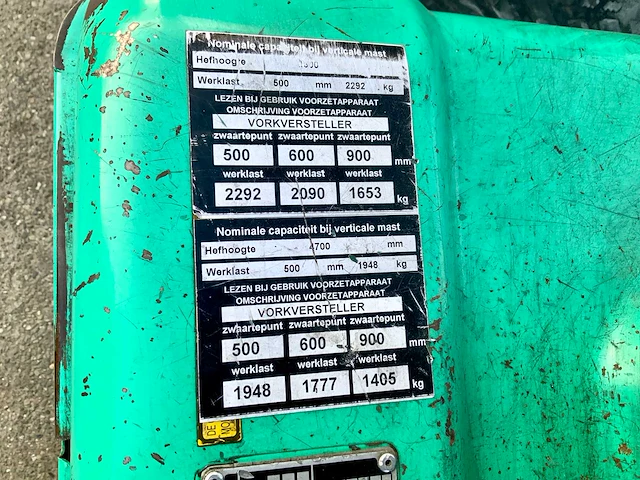 Nominale capaciteit bij verticale mast
Hefhoogte
Werklast 500 mm 2292 kg
LEZEN BIJ GEBRUIK VOORZETAPPARAAT
OMSCHRIJVING VOORZETAPPARAAT
VORKVERSTELLER
zwaartepunt zwaartepunt zwaartepunt
500 600 900 mm
werklast werklast werklast
2292 2090 1653 kg
Nominale capaciteit bij verticale mast
Hefhoogte 4700 mm
Werklast 500 mm 1948 kg
LEZEN BIJ GEBRUIK VOORZETAPPARAAT
OMSCHRIJVING VOORZETAPPARAAT
VORKVERSTELLER
zwaartepunt zwaartepunt zwaartepunt
500 600 900 mm
werklast werklast werklast
1948 1777 1405 kg
DE
MO